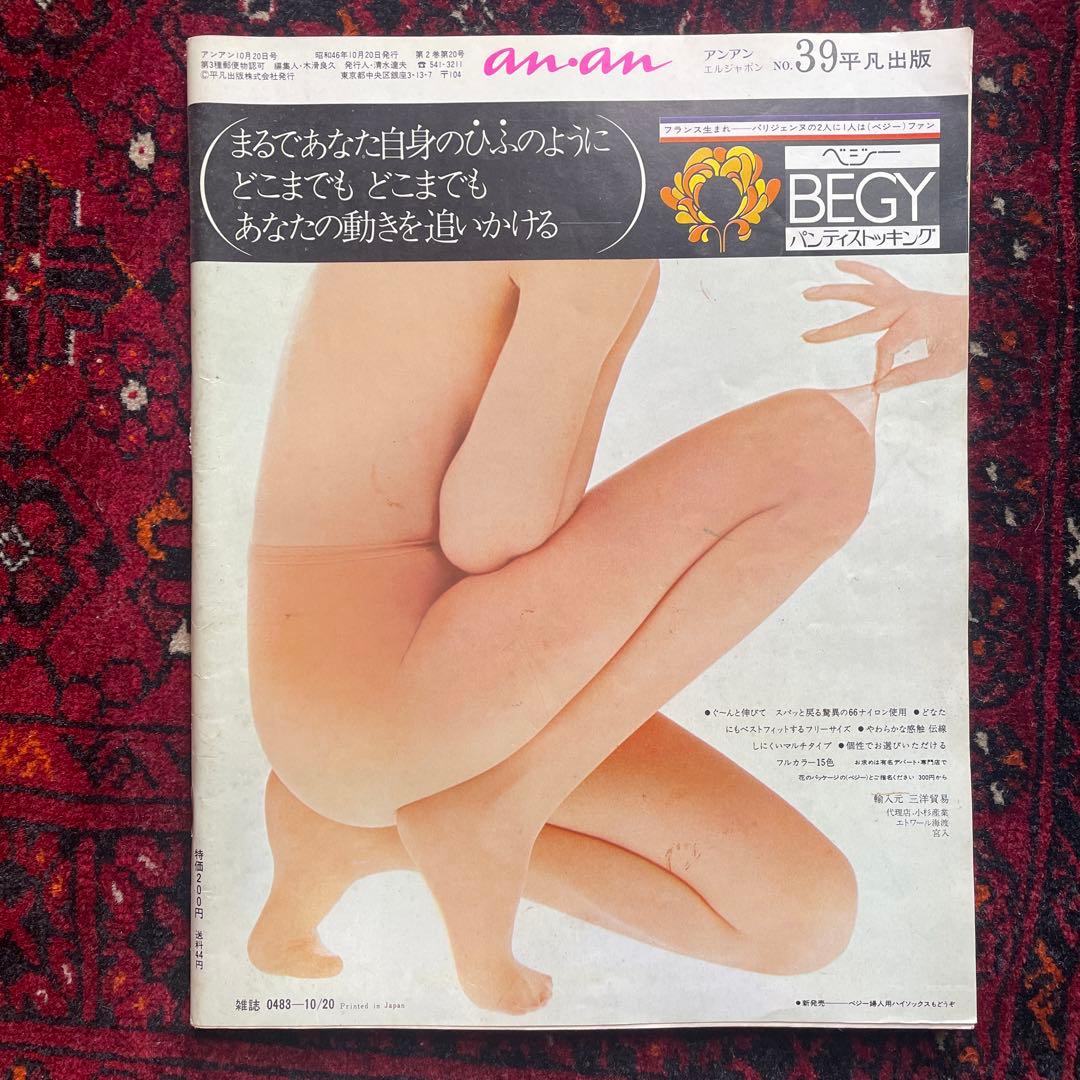 アンアン10月20日号 昭和46年10月20日発行 第2巻第20号
第3種郵便物認可 編集人・木滑良久 発行人・清水達夫 ☎ 541-3211
©平凡出版株式会社発行 東京都中央区銀座3-13-7 〒104
an・an
アンアン
エルジャポン NO.39 平凡出版
まるであなた自身のひふのように
どこまでも どこまでも
あなたの動きを追いかける
フランス生まれ——パリジェンヌの2人に1人は〈ベジー〉ファン
ベジー
BEGY
パンティストッキング
●ぐ〜んと伸びて スパッと戻る驚異の66ナイロン使用 ●どなた
にもベストフィットするフリーサイズ ●やわらかな感触 伝線
しにくいマルチタイプ ●個性でお選びいただける
フルカラー15色 お求めは有名デパート・専門店で
花のパッケージの〈ベジー〉とご指名ください 300円から
輸入元 三洋貿易
代理店・小杉産業
エトワール海渡
宮入
特価200円 送料44円
雑誌 0483—10/20 Printed in Japan
●新発売——ベジー婦人用ハイソックスもどうぞ